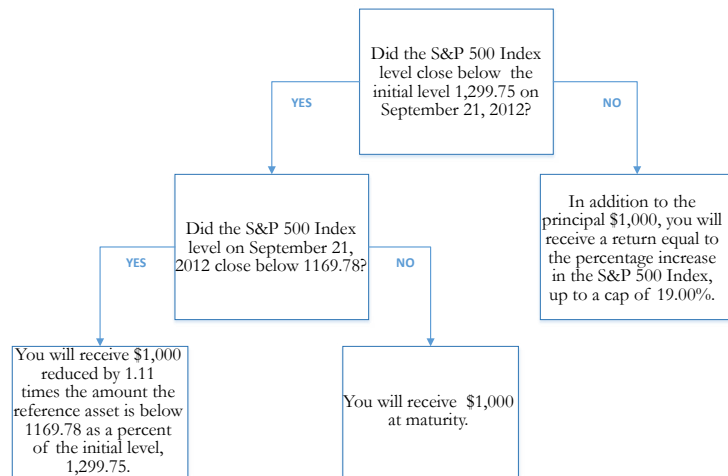 Did the S&P 500 Index
level close below the
initial level 1,299.75 on
September 21, 2012?
YES
NO
Did the S&P 500 Index
level on September 21,
2012 close below 1169.78?
In addition to the
principal $1,000, you will
receive a return equal to
the percentage increase
in the S&P 500 Index,
up to a cap of 19.00%.
YES
NO
You will receive $1,000
reduced by 1.11
times the amount the
reference asset is below
1169.78 as a percent
of the initial level,
1,299.75.
You will receive $1,000
at maturity.